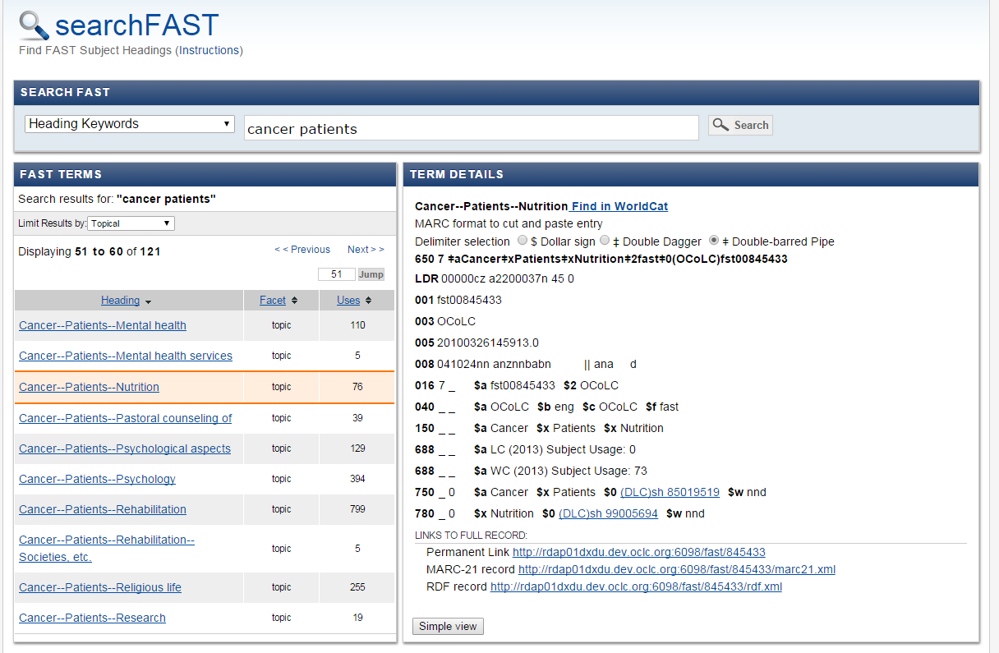 searchFAST
Find FAST Subject Headings (Instructions)
SEARCH FAST
Heading Keywords
cancer patients
Search
FAST TERMS
Search results for: "cancer patients"
Limit Results by: Topical
Displaying 51 to 60 of 121
< < Previous Next > >
51 Jump
Heading Facet Uses
Cancer--Patients--Mental health topic 110
Cancer--Patients--Mental health services topic 5
Cancer--Patients--Nutrition topic 76
Cancer--Patients--Pastoral counseling of topic 39
Cancer--Patients--Psychological aspects topic 129
Cancer--Patients--Psychology topic 394
Cancer--Patients--Rehabilitation topic 799
Cancer--Patients--Rehabilitation--
Societies, etc. topic 5
Cancer--Patients--Religious life topic 255
Cancer--Patients--Research topic 19
TERM DETAILS
Cancer--Patients--Nutrition Find in WorldCat
MARC format to cut and paste entry
Delimiter selection $ Dollar sign ‡ Double Dagger ǂ Double-barred Pipe
650 7 ǂaCancerǂxPatientsǂxNutritionǂ2fastǂ0(OCoLC)fst00845433
LDR 00000cz a2200037n 45 0
001 fst00845433
003 OCoLC
005 20100326145913.0
008 041024nn anznnbabn || ana d
016 7 _ $a fst00845433 $2 OCoLC
040 _ _ $a OCoLC $b eng $c OCoLC $f fast
150 _ _ $a Cancer $x Patients $x Nutrition
688 _ _ $a LC (2013) Subject Usage: 0
688 _ _ $a WC (2013) Subject Usage: 73
750 _ 0 $a Cancer $x Patients $0 (DLC)sh 85019519 $w nnd
780 _ 0 $x Nutrition $0 (DLC)sh 99005694 $w nnd
LINKS TO FULL RECORD:
Permanent Link http://rdap01dxdu.dev.oclc.org:6098/fast/845433
MARC-21 record http://rdap01dxdu.dev.oclc.org:6098/fast/845433/marc21.xml
RDF record http://rdap01dxdu.dev.oclc.org:6098/fast/845433/rdf.xml
Simple view